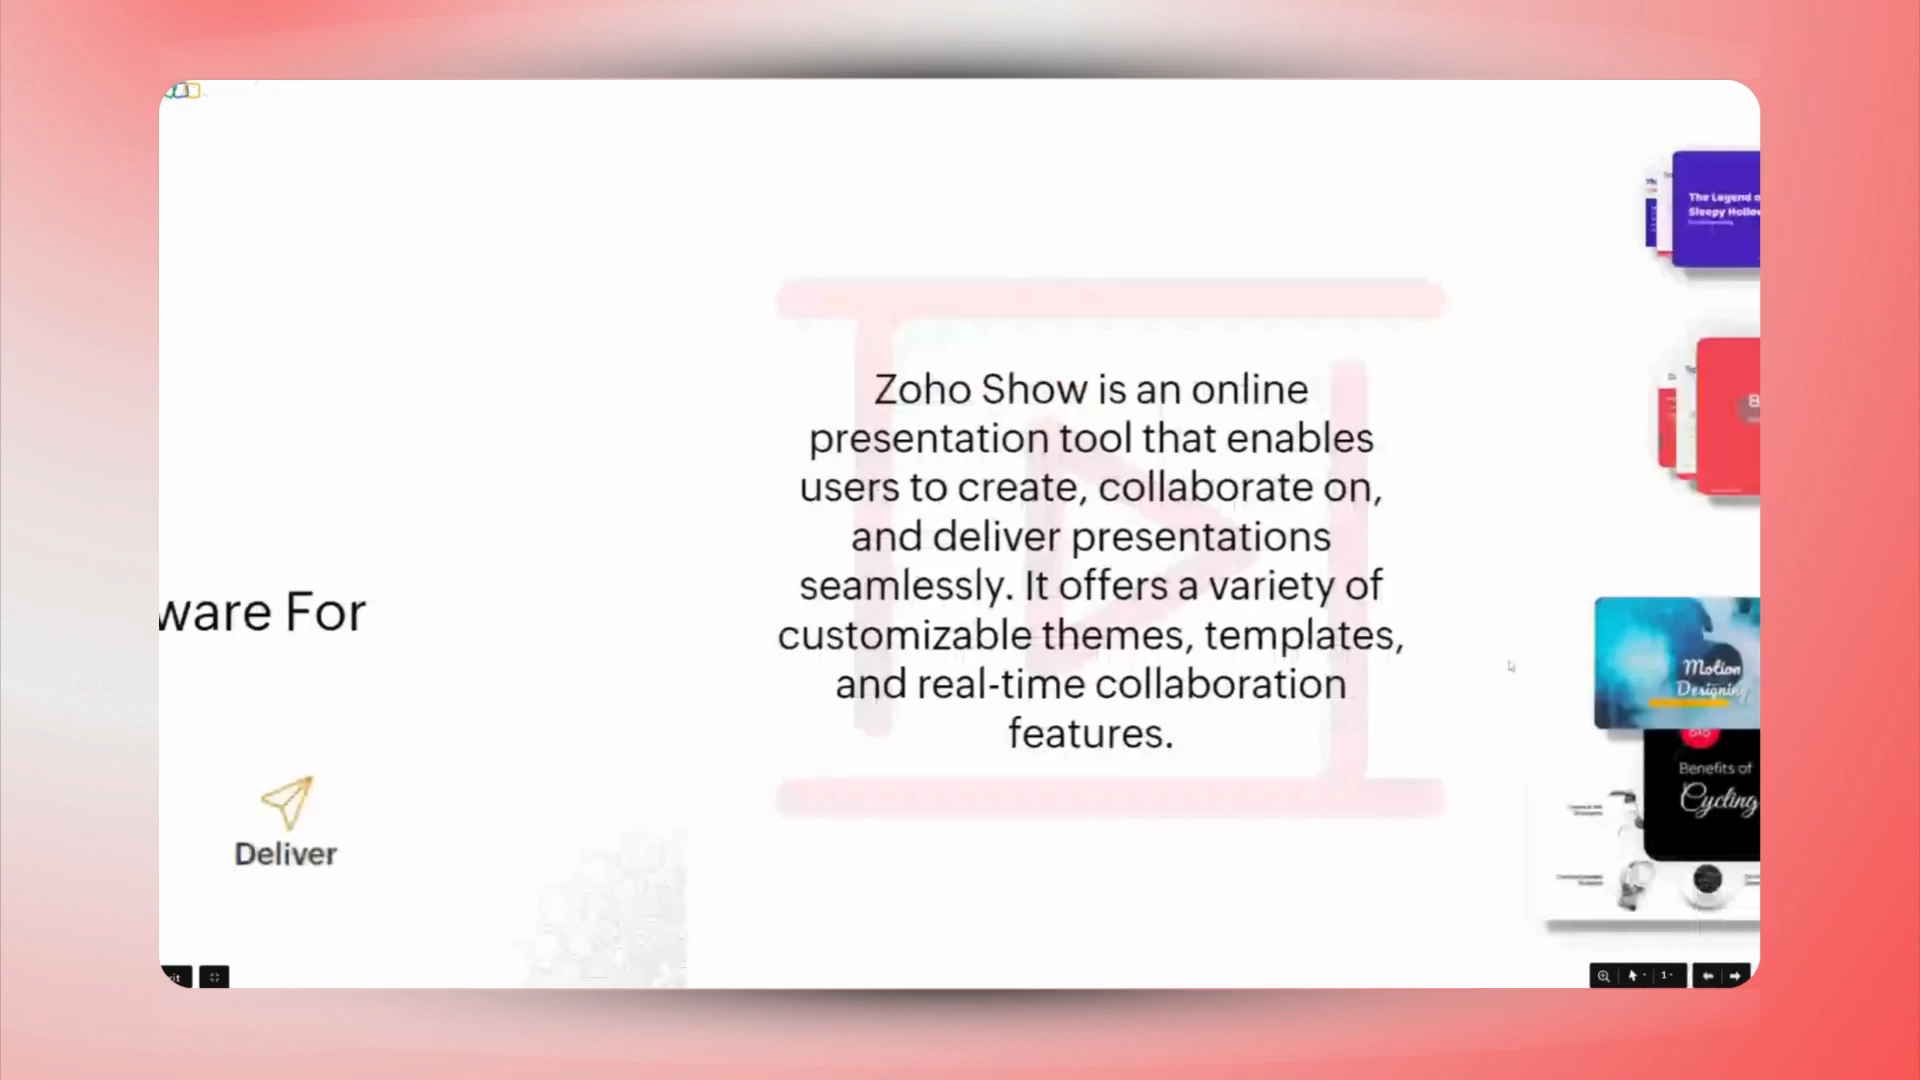 The Legend o
Sleepy Hollo
Zoho Show is an online
presentation tool that enables
users to create, collaborate on,
and deliver presentations
seamlessly. It offers a variety of
customizable themes, templates,
and real-time collaboration
features.
ware For
Deliver
Motion
Designing
Benefits of
Cycling
1